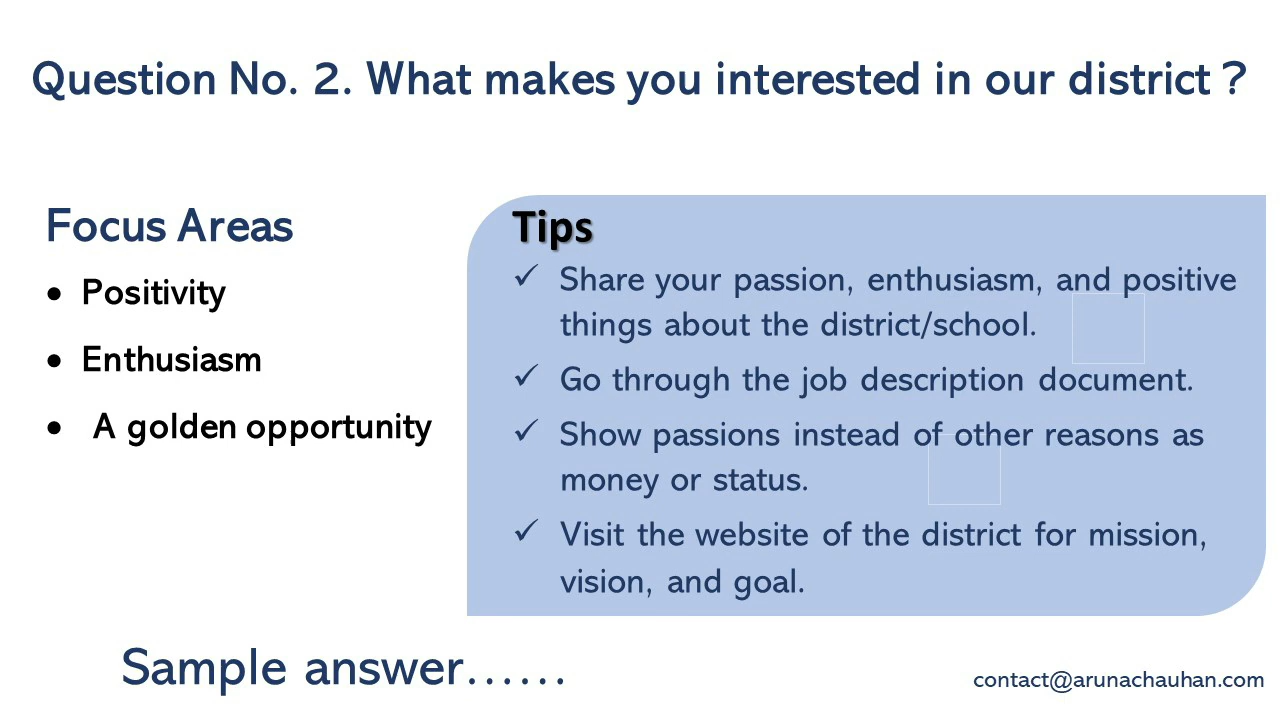 Question No. 2. What makes you interested in our district ?
Focus Areas
• Positivity
• Enthusiasm
• A golden opportunity
Tips
✓ Share your passion, enthusiasm, and positive
things about the district/school.
✓ Go through the job description document.
✓ Show passions instead of other reasons as
money or status.
✓ Visit the website of the district for mission,
vision, and goal.
Sample answer......
contact@arunachauhan.com